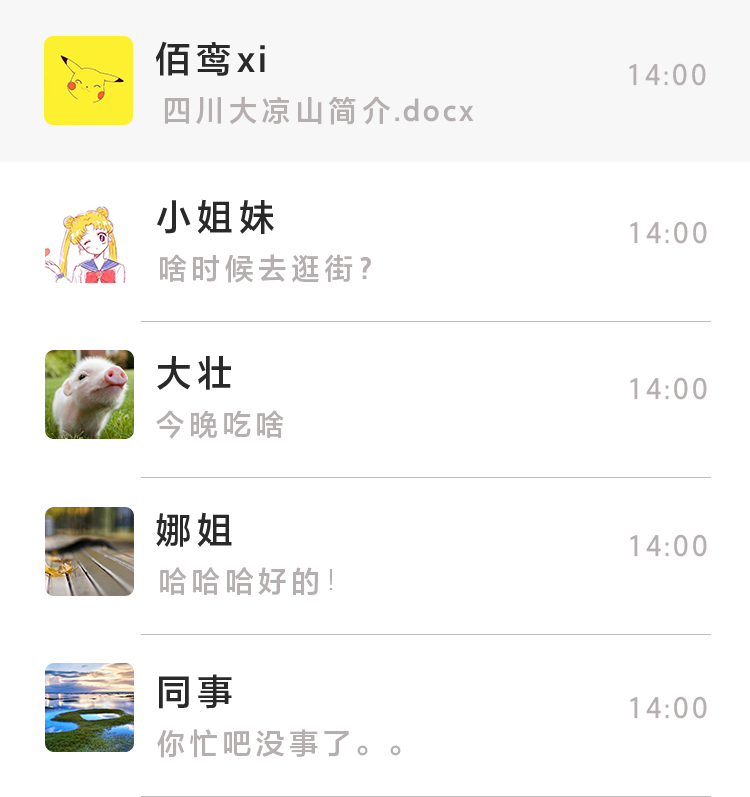 佰鸾xi
14:00
四川大凉山简介.docx
小姐妹
14:00
啥时候去逛街?
大壮
14:00
今晚吃啥
娜姐
14:00
哈哈哈好的!
同事
14:00
你忙吧没事了。。